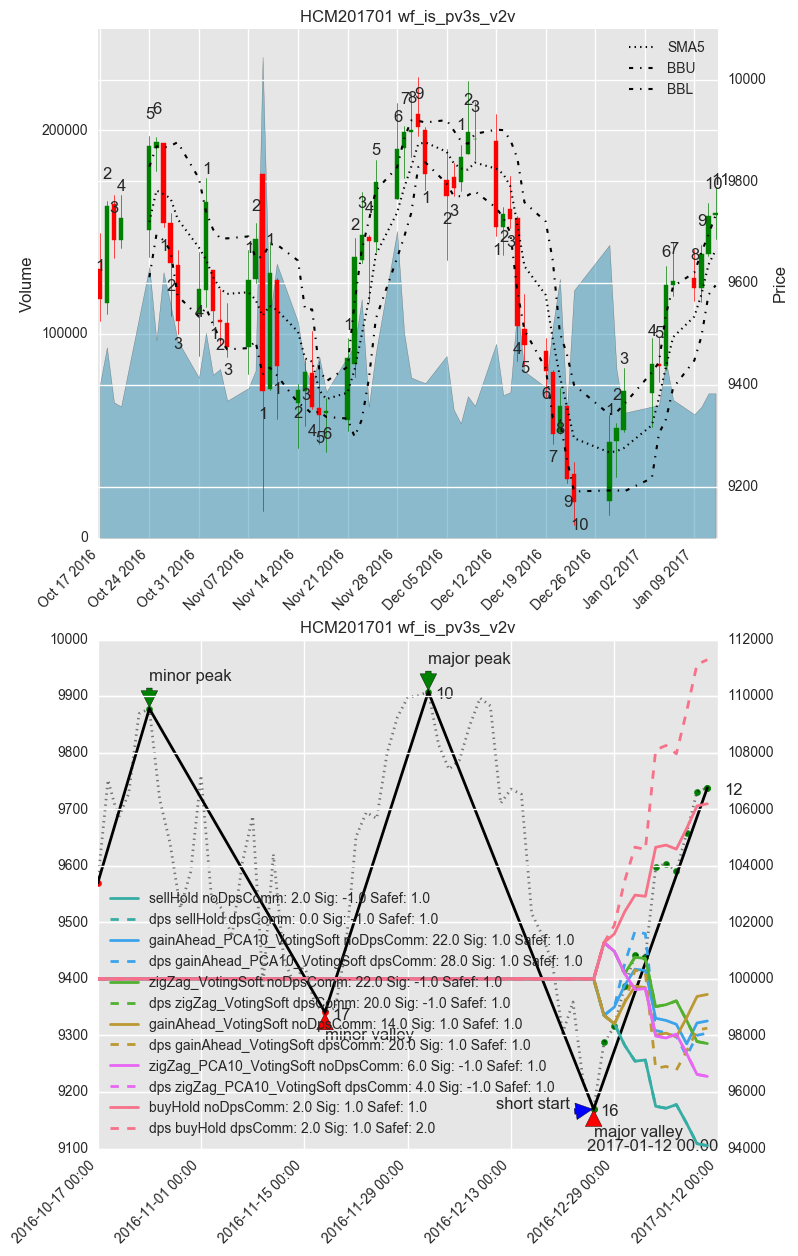 HCM201701 wf_is_pv3s_v2v
SMA5
BBU
BBL
Volume
Price
200000
100000
0
10000
9800
9600
9400
9200
Oct 17 2016
Oct 24 2016
Oct 31 2016
Nov 07 2016
Nov 14 2016
Nov 21 2016
Nov 28 2016
Dec 05 2016
Dec 12 2016
Dec 19 2016
Dec 26 2016
Jan 02 2017
Jan 09 2017
HCM201701 wf_is_pv3s_v2v
10000
9900
9800
9700
9600
9500
9400
9300
9200
9100
112000
110000
108000
106000
104000
102000
100000
98000
96000
94000
minor peak
major peak
10
12
sellHold noDpsComm: 2.0 Sig: -1.0 Safef: 1.0
dps sellHold dpsComm: 0.0 Sig: -1.0 Safef: 1.0
gainAhead_PCA10_VotingSoft noDpsComm: 22.0 Sig: 1.0 Safef: 1.0
dps gainAhead_PCA10_VotingSoft dpsComm: 28.0 Sig: 1.0 Safef: 1.0
zigZag_VotingSoft noDpsComm: 22.0 Sig: -1.0 Safef: 1.0
dps zigZag_VotingSoft dpsComm: 20.0 Sig: -1.0 Safef: 1.0
17
gainAhead_VotingSoft noDpsComm: 14.0 Sig: 1.0 Safef: 1.0
minor valley
dps gainAhead_VotingSoft dpsComm: 20.0 Sig: 1.0 Safef: 1.0
zigZag_PCA10_VotingSoft noDpsComm: 6.0 Sig: -1.0 Safef: 1.0
dps zigZag_PCA10_VotingSoft dpsComm: 4.0 Sig: -1.0 Safef: 1.0
buyHold noDpsComm: 2.0 Sig: 1.0 Safef: 1.0
short start
16
dps buyHold dpsComm: 2.0 Sig: 1.0 Safef: 2.0
major valley
2017-01-12 00:00
2016-10-17 00:00
2016-11-01 00:00
2016-11-15 00:00
2016-11-29 00:00
2016-12-13 00:00
2016-12-29 00:00
2017-01-12 00:00